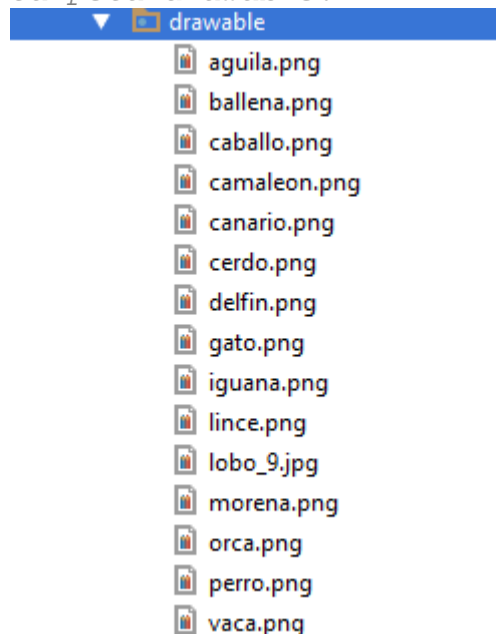 drawable
aguila.png
ballena.png
caballo.png
camaleon.png
canario.png
cerdo.png
delfin.png
gato.png
iguana.png
lince.png
lobo_9.jpg
morena.png
orca.png
perro.png
vaca.png